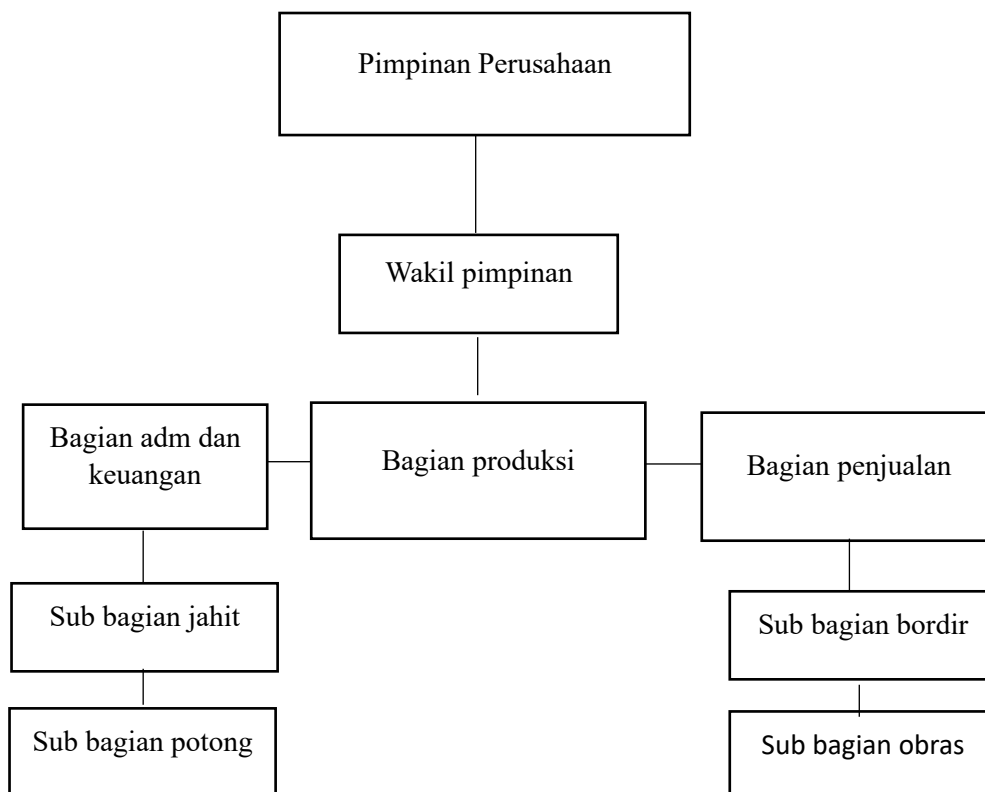 Pimpinan Perusahaan
Wakil pimpinan
Bagian adm dan
keuangan
Bagian produksi
Bagian penjualan
Sub bagian jahit
Sub bagian bordir
Sub bagian potong
Sub bagian obras